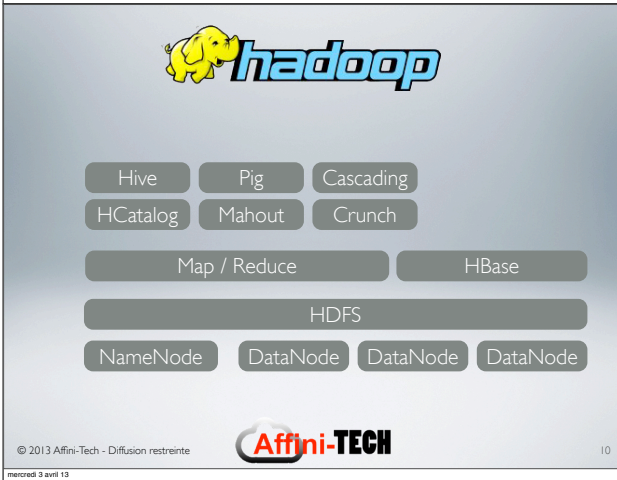 hadoop
Hive Pig Cascading
HCatalog Mahout Crunch
Map / Reduce HBase
HDFS
NameNode DataNode DataNode DataNode
© 2013 Affini-Tech - Diffusion restreinte Affini-TECH 10
mercredi 3 avril 13